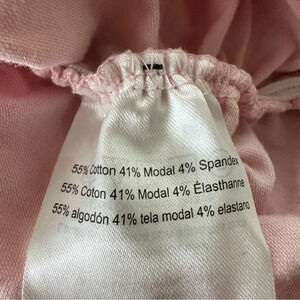 55% Cotton 41% Modal 4% Spandex
55% Coton 41% Modal 4% Élasthanne
55% algodón 41% tela modal 4% elastano